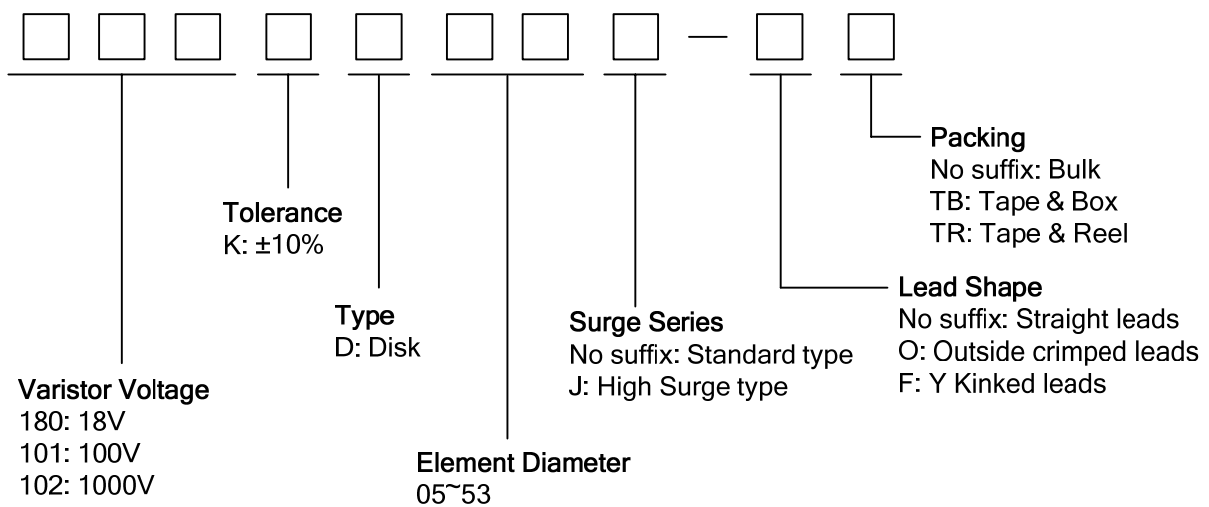 Packing
No suffix: Bulk
TB: Tape & Box
TR: Tape & Reel
Tolerance
K: ±10%
Lead Shape
No suffix: Straight leads
O: Outside crimped leads
F: Y Kinked leads
Type
D: Disk
Surge Series
No suffix: Standard type
J: High Surge type
Varistor Voltage
180: 18V
101: 100V
102: 1000V
Element Diameter
05~53